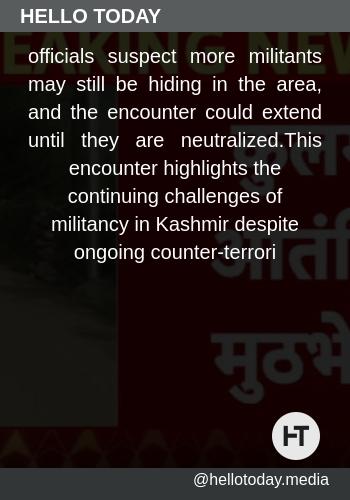 HELLO TODAY
officials suspect more militants
may still be hiding in the area,
and the encounter could extend
until they are neutralized.This
encounter highlights the
continuing challenges of
militancy in Kashmir despite
ongoing counter-terrori
HT
@hellotoday.media